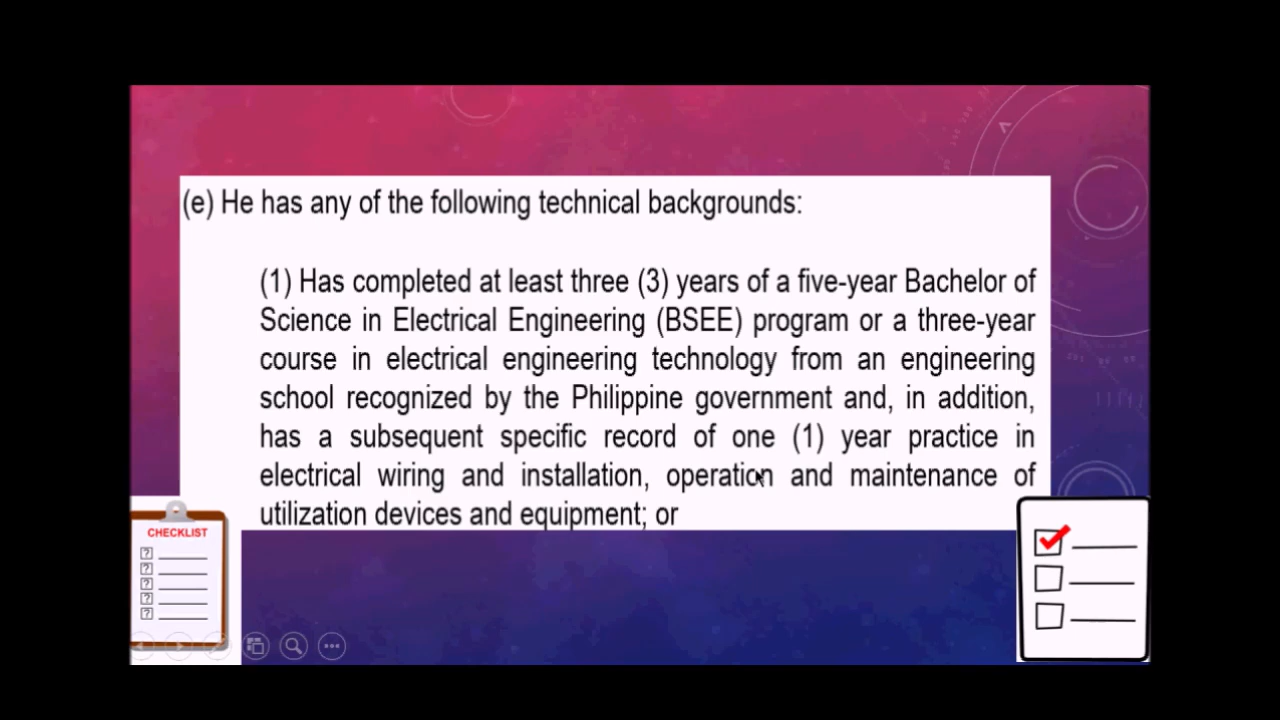 (e) He has any of the following technical backgrounds:
(1) Has completed at least three (3) years of a five-year Bachelor of
Science in Electrical Engineering (BSEE) program or a three-year
course in electrical engineering technology from an engineering
school recognized by the Philippine government and, in addition,
has a subsequent specific record of one (1) year practice in
electrical wiring and installation, operation and maintenance of
utilization devices and equipment; or
CHECKLIST
?
?
?
?
?